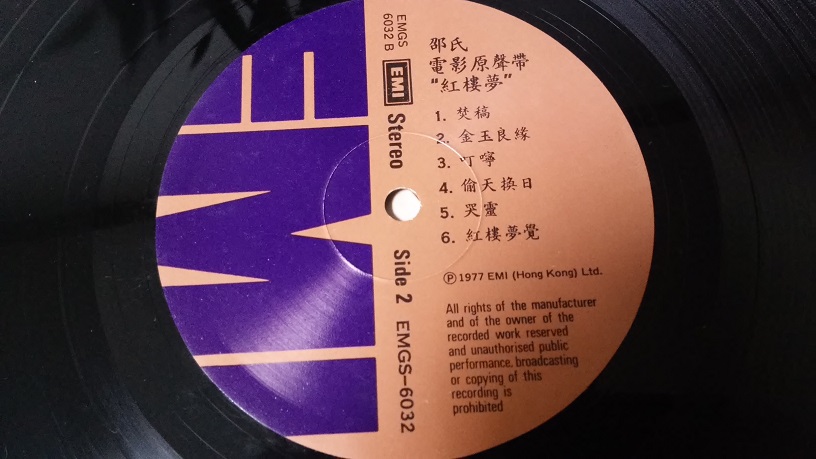 EMGS
6032 B
EMI
Stereo
Side 2
EMGS-6032
邵氏
電影原聲帶
“紅樓夢”
1. 焚稿
2. 金玉良緣
3. 叮嚀
4. 偷天換日
5. 哭靈
6. 紅樓夢覺
Ⓟ 1977 EMI (Hong Kong) Ltd.
All rights of the manufacturer
and of the owner of the
recorded work reserved
and unauthorised public
performance, broadcasting
or copying of this
recording is
prohibited